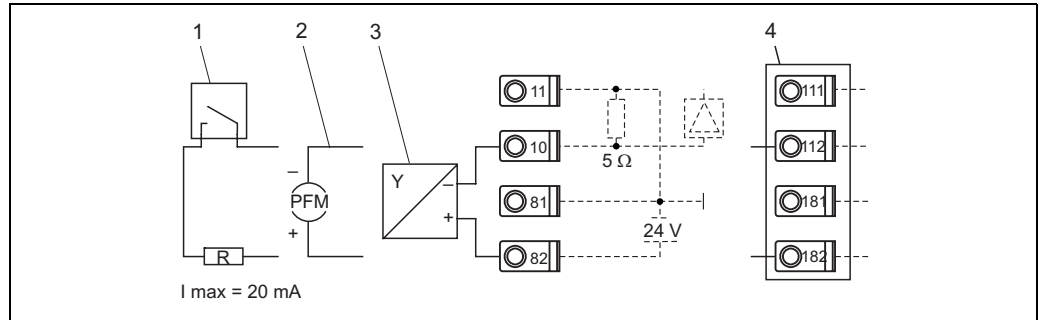 1 2 3 4
11 111
10 112
5 Ω
Y
–
–
PFM
81 181
+
+
24 V
R
82 182
I max = 20 mA